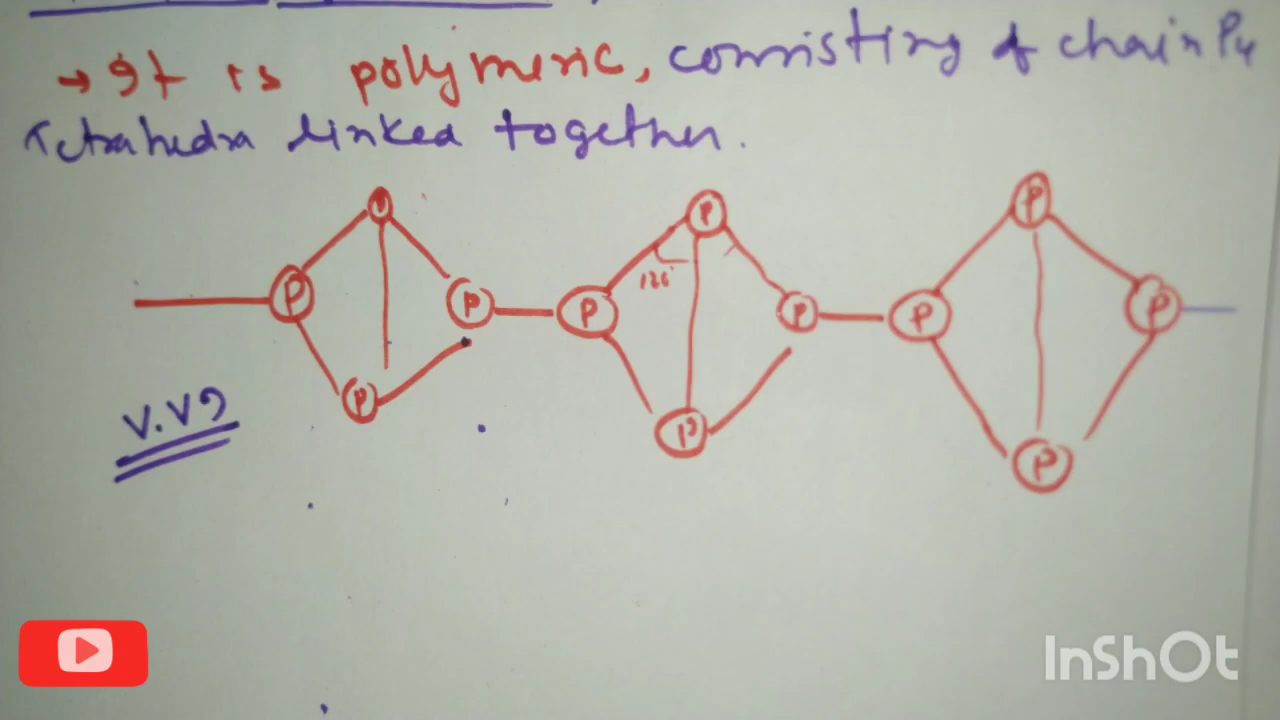 → It is polymeric, consisting of chain P4
Tetrahedra linked together.
P P P
P P P P P P
120°
P P P
V.V?
InShOt